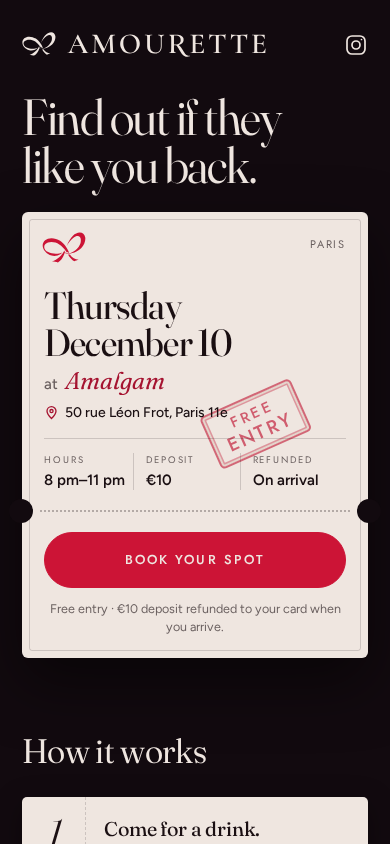 AMOURETTE
Find out if they
like you back.
PARIS
Thursday
December 10
at Amalgam
50 rue Léon Frot, Paris 11e
FREE
ENTRY
HOURS
8 pm–11 pm
DEPOSIT
€10
REFUNDED
On arrival
BOOK YOUR SPOT
Free entry · €10 deposit refunded to your card when
you arrive.
How it works
1
Come for a drink.